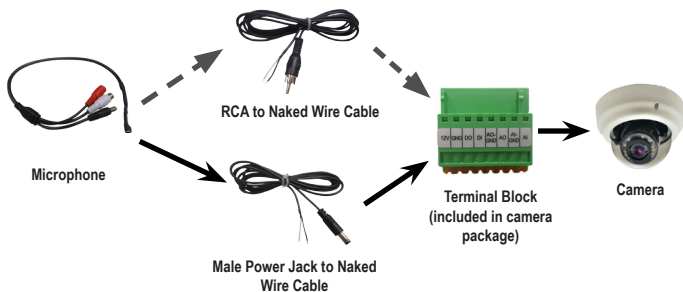 RCA to Naked Wire Cable
Microphone
12V GND DO DI AO-GND AO AI-GND AI
Terminal Block
(included in camera
package)
Camera
Male Power Jack to Naked
Wire Cable